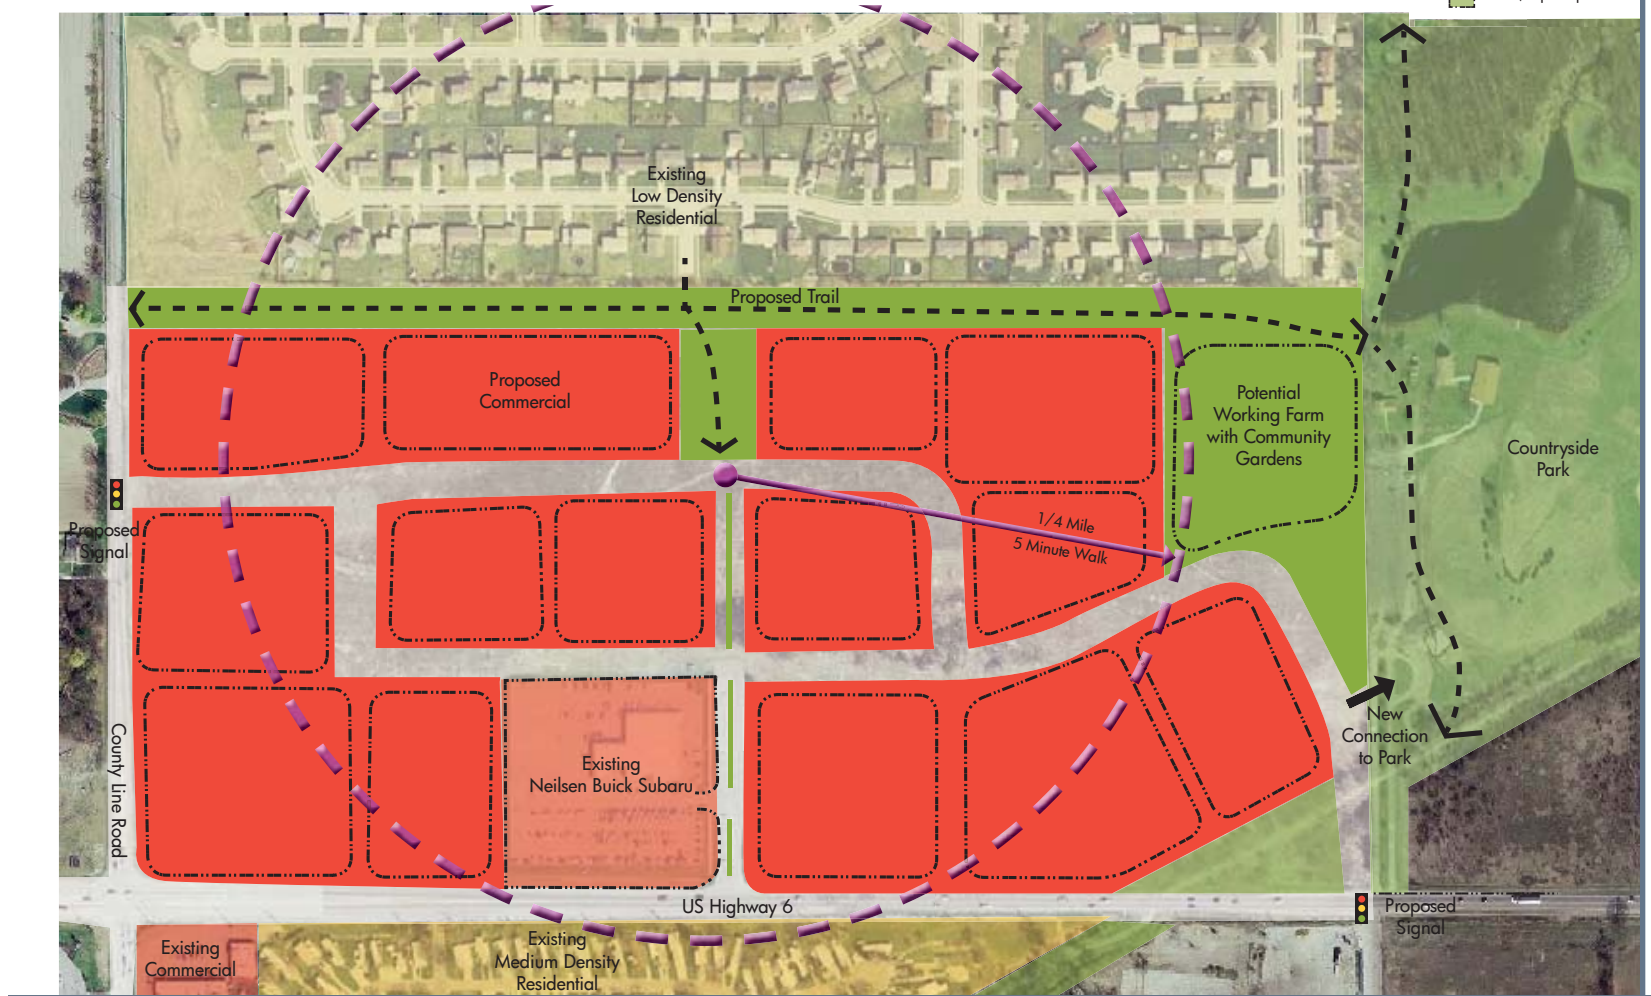 Existing
Low Density
Residential
Proposed Trail
Proposed
Commercial
Potential
Working Farm
with Community
Gardens
Countryside
Park
Proposed
Signal
1/4 Mile
5 Minute Walk
County Line Road
Existing
Neilsen Buick Subaru
New
Connection
to Park
US Highway 6
Proposed
Signal
Existing
Commercial
Existing
Medium Density
Residential